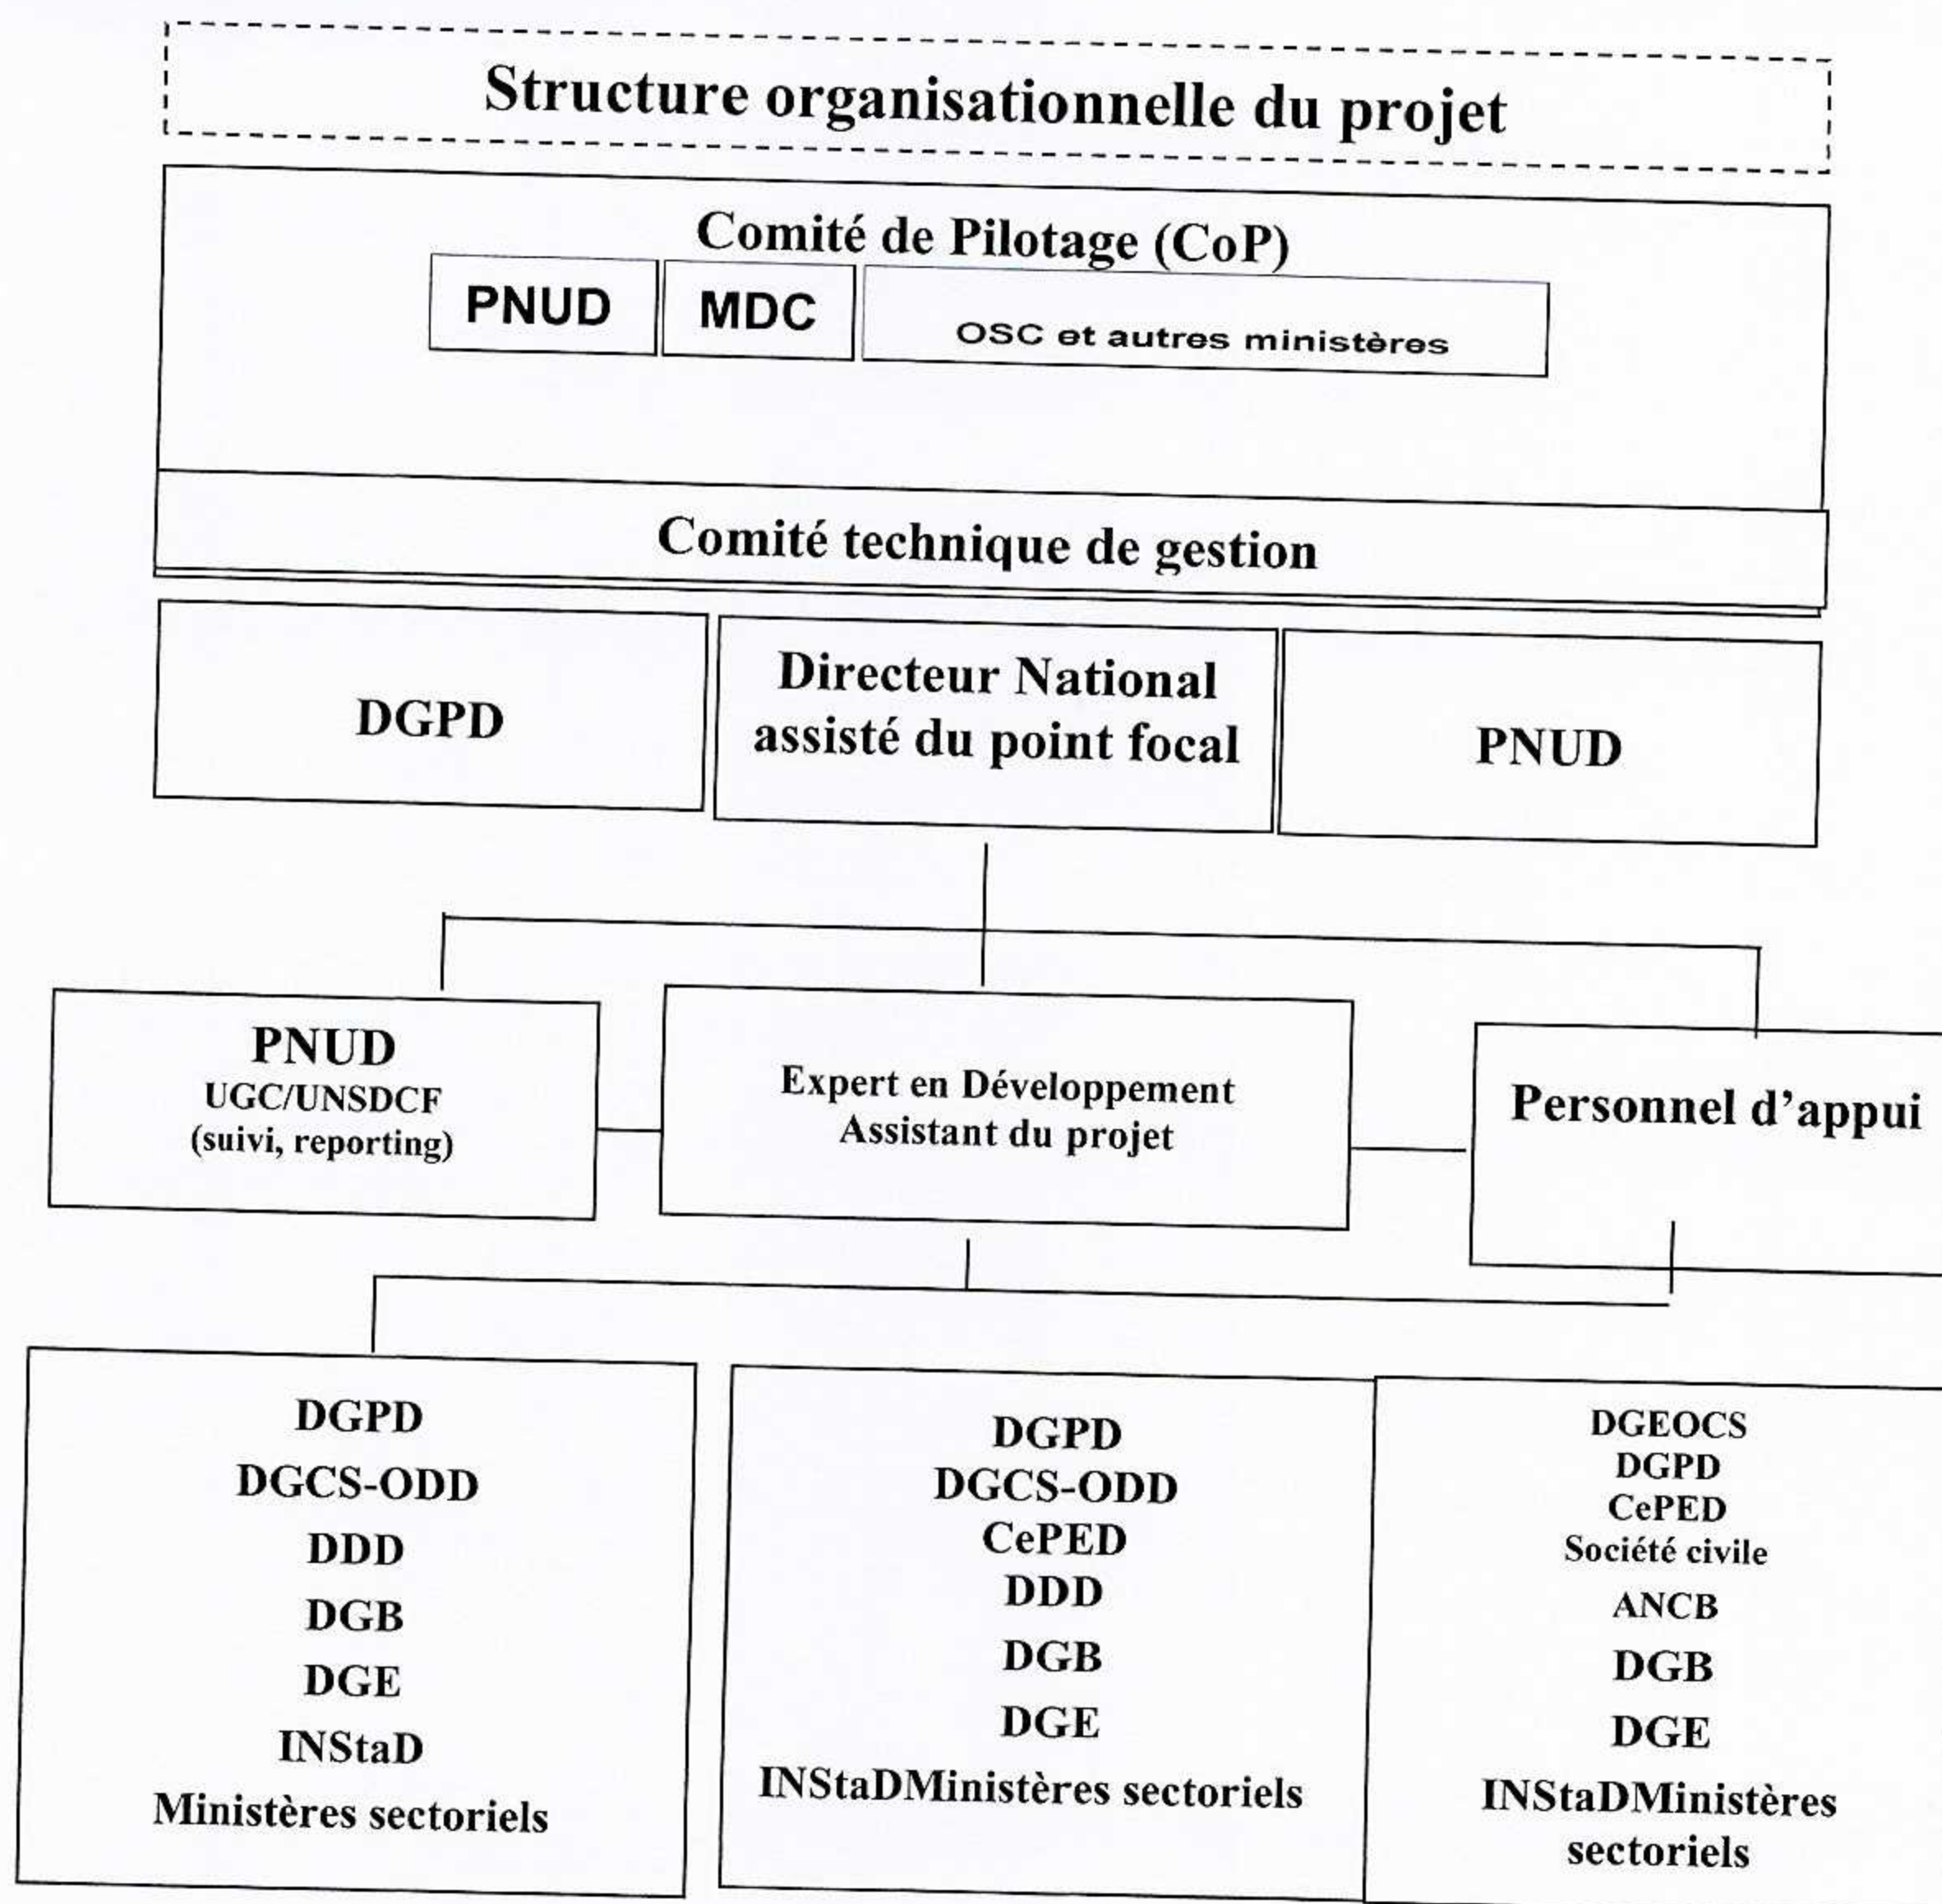 Structure organisationnelle du projet
Comité de Pilotage (CoP)
PNUD
MDC
OSC et autres ministères
Comité technique de gestion
DGPD
Directeur National
assisté du point focal
PNUD
PNUD
UGC/UNSDCF
(suivi, reporting)
Expert en Développement
Assistant du projet
Personnel d'appui
DGPD
DGCS-ODD
DDD
DGB
DGE
INStaD
Ministères sectoriels
DGPD
DGCS-ODD
CePED
DDD
DGB
DGE
INStaDMinistères sectoriels
DGEOCS
DGPD
CePED
Société civile
ANCB
DGB
DGE
INStaDMinistères
sectoriels